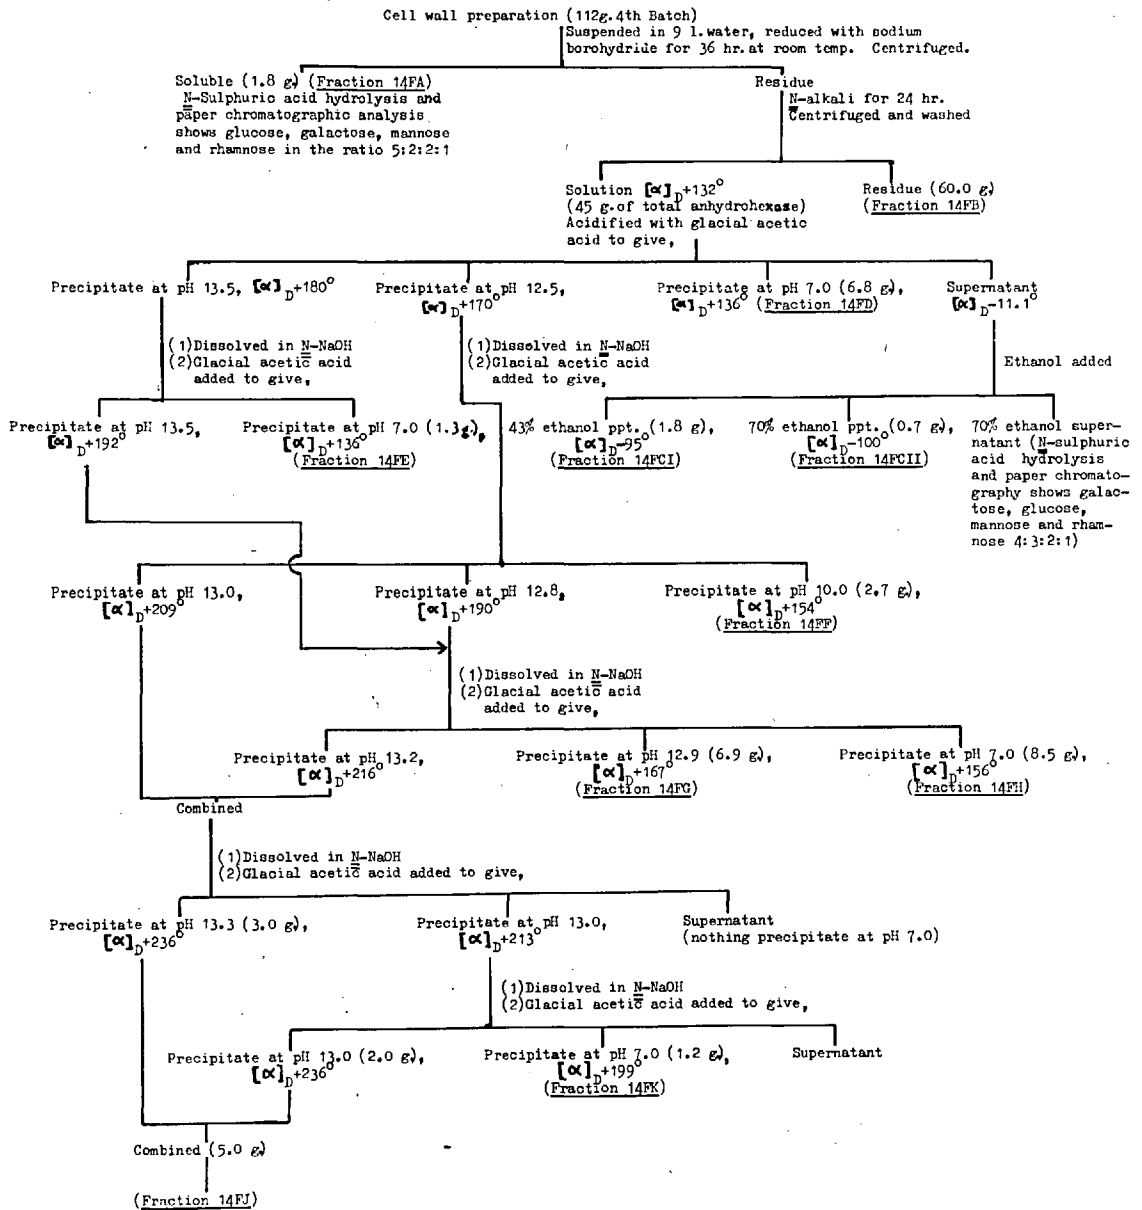 Cell wall preparation (112g. 4th Batch)
Suspended in 9 l. water, reduced with sodium
borohydride for 36 hr. at room temp. Centrifuged.
Soluble (1.8 g.) (Fraction 14FA)
N-Sulphuric acid hydrolysis and
paper chromatographic analysis
shows glucose, galactose, mannose
and rhamnose in the ratio 5:2:2:1
Residue
N-alkali for 24 hr.
Centrifuged and washed
Solution [α]D+132°
(45 g. of total anhydrohexose)
Acidified with glacial acetic
acid to give,
Residue (60.0 g.)
(Fraction 14FB)
Precipitate at pH 13.5, [α]D+180°
Precipitate at pH 12.5,
[α]D+170°
Precipitate at pH 7.0 (6.8 g.),
[α]D+136° (Fraction 14FD)
Supernatant
[α]D-11.1°
(1)Dissolved in N-NaOH
(2)Glacial acetic acid
added to give,
(1)Dissolved in N-NaOH
(2)Glacial acetic acid
added to give,
Ethanol added
Precipitate at pH 13.5,
[α]D+192°
Precipitate at pH 7.0 (1.3g.),
[α]D+136°
(Fraction 14FE)
43% ethanol ppt. (1.8 g),
[α]D-95°
(Fraction 14FCI)
70% ethanol ppt. (0.7 g),
[α]D-100°
(Fraction 14FCII)
70% ethanol super-
natant (N-sulphuric
acid hydrolysis
and paper chromato-
graphy shows galac-
tose, glucose,
mannose and rham-
nose 4:3:2:1)
Precipitate at pH 13.0,
[α]D+209°
Precipitate at pH 12.8,
[α]D+190°
Precipitate at pH 10.0 (2.7 g.),
[α]D+154°
(Fraction 14FF)
(1)Dissolved in N-NaOH
(2)Glacial acetic acid
added to give,
Precipitate at pH 13.2,
[α]D+216°
Precipitate at pH 12.9 (6.9 g.),
[α]D+167°
(Fraction 14FG)
Precipitate at pH 7.0 (8.5 g.),
[α]D+156°
(Fraction 14FH)
Combined
(1)Dissolved in N-NaOH
(2)Glacial acetic acid added to give,
Precipitate at pH 13.3 (3.0 g.),
[α]D+236°
Precipitate at pH 13.0,
[α]D+213°
Supernatant
(nothing precipitate at pH 7.0)
(1)Dissolved in N-NaOH
(2)Glacial acetic acid added to give,
Precipitate at pH 13.0 (2.0 g.),
[α]D+236°
Precipitate at pH 7.0 (1.2 g.),
[α]D+199°
(Fraction 14FK)
Supernatant
Combined (5.0 g.)
(Fraction 14FJ)